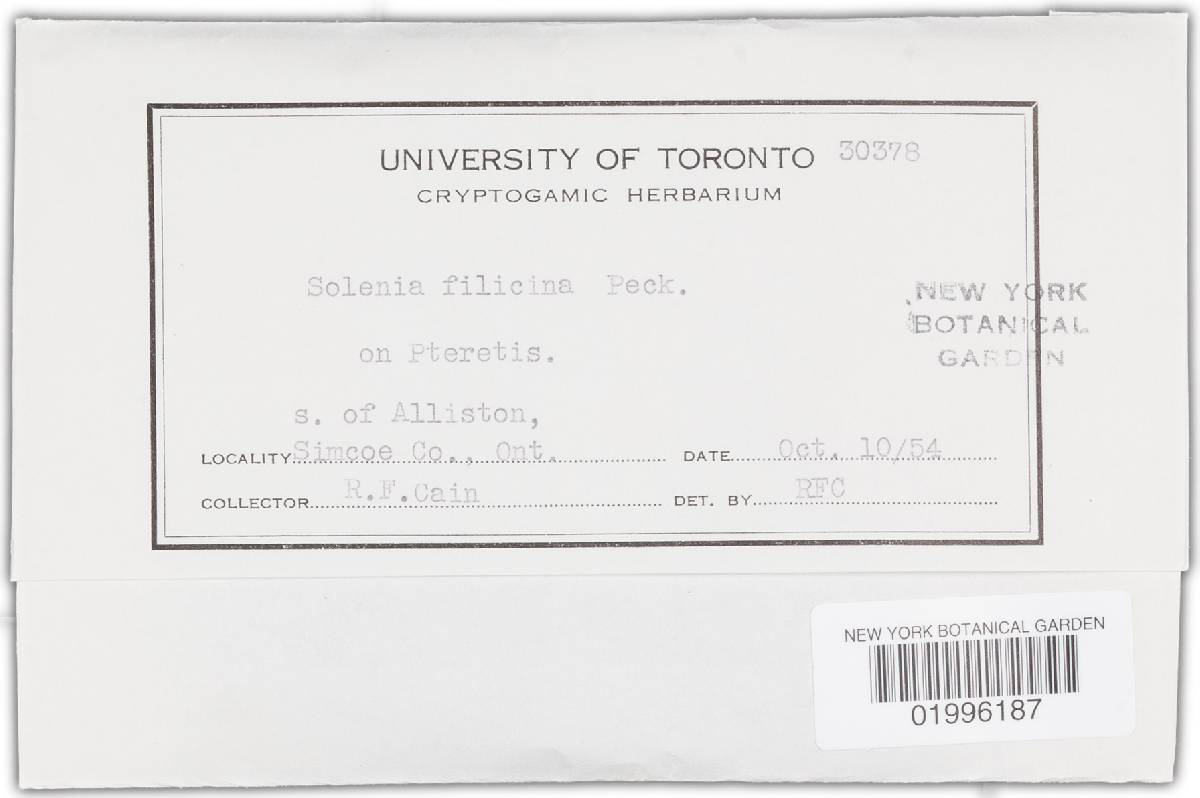 UNIVERSITY OF TORONTO 30378
CRYPTOGAMIC HERBARIUM
Solenia filicina Peck.
on Pteretis.
NEW YORK
BOTANICAL
GARDEN
s. of Alliston,
LOCALITY Simcoe Co., Ont. DATE Oct. 10/54
COLLECTOR R.F.Cain DET. BY RFC
NEW YORK BOTANICAL GARDEN
01996187